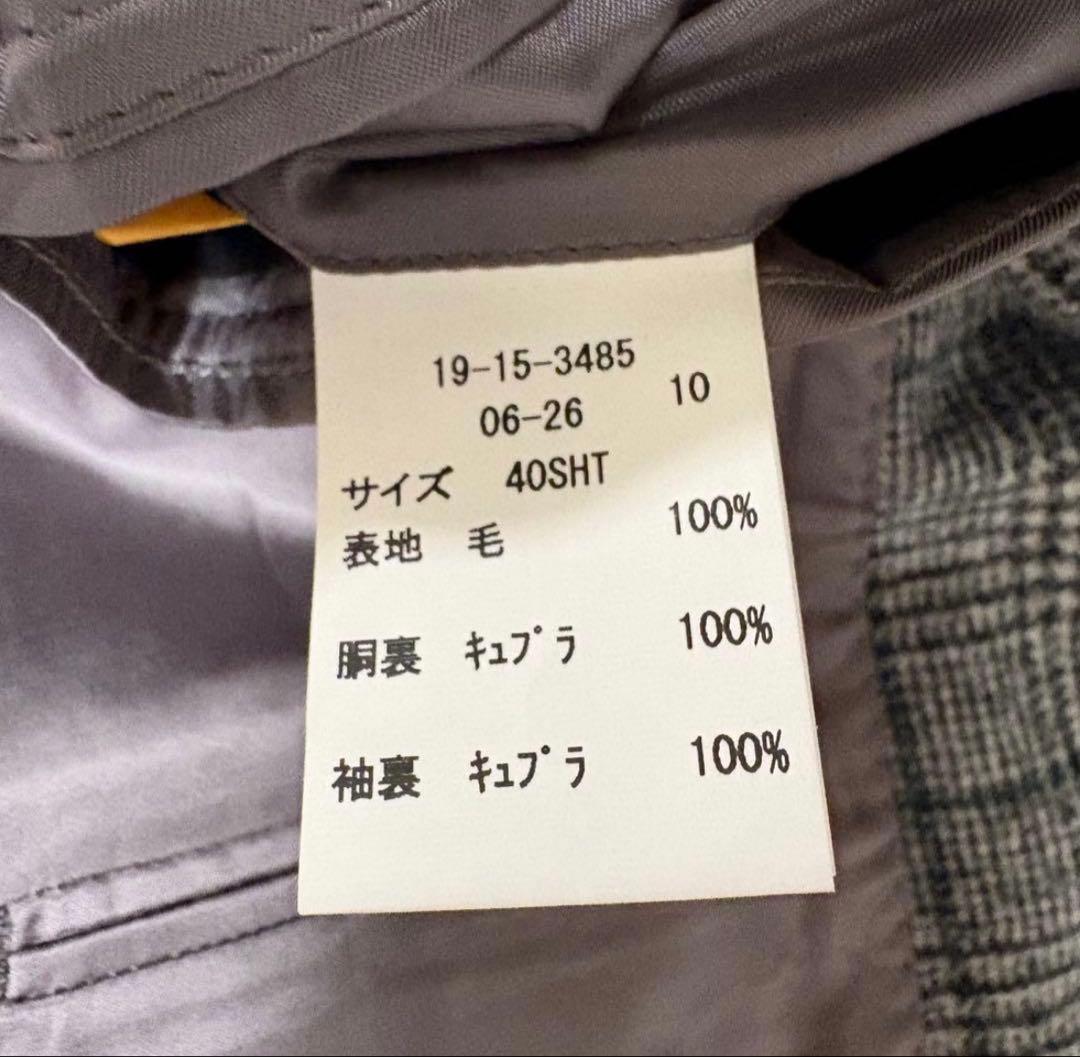 19-15-3485
06-26 10
サイズ 40SHT
表地 毛 100%
胴裏 ｷｭﾌﾟﾗ 100%
袖裏 ｷｭﾌﾟﾗ 100%